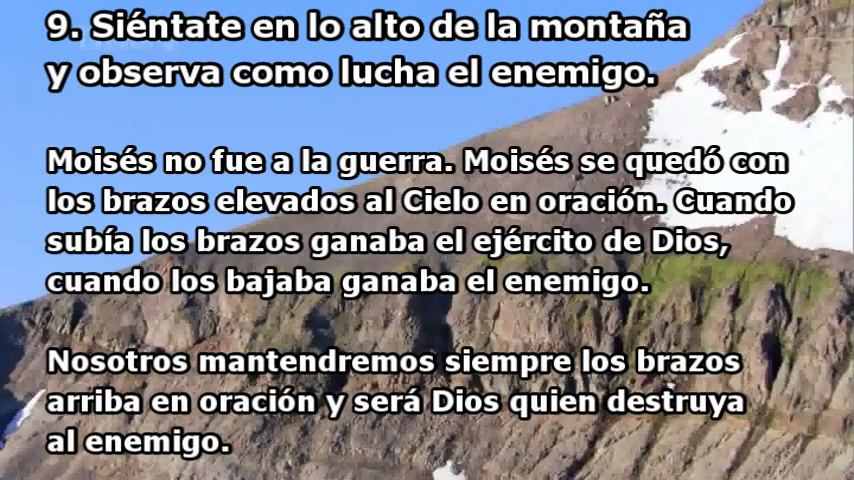 9. Siéntate en lo alto de la montaña
y observa como lucha el enemigo.
Moisés no fue a la guerra. Moisés se quedó con
los brazos elevados al Cielo en oración. Cuando
subía los brazos ganaba el ejército de Dios,
cuando los bajaba ganaba el enemigo.
Nosotros mantendremos siempre los brazos
arriba en oración y será Dios quien destruya
al enemigo.